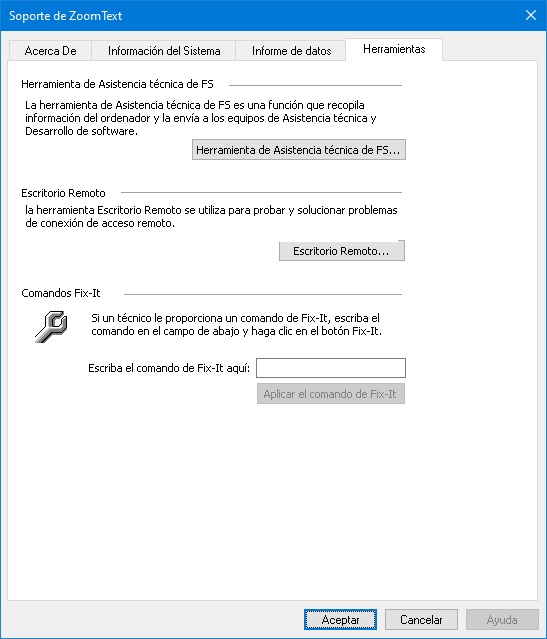 Soporte de ZoomText
Acerca De
Información del Sistema
Informe de datos
Herramientas
Herramienta de Asistencia técnica de FS
La herramienta de Asistencia técnica de FS es una función que recopila
información del ordenador y la envía a los equipos de Asistencia técnica y
Desarrollo de software.
Herramienta de Asistencia técnica de FS...
Escritorio Remoto
la herramienta Escritorio Remoto se utiliza para probar y solucionar problemas
de conexión de acceso remoto.
Escritorio Remoto...
Comandos Fix-It
Si un técnico le proporciona un comando de Fix-It, escriba el
comando en el campo de abajo y haga clic en el botón Fix-It.
Escriba el comando de Fix-It aquí:
Aplicar el comando de Fix-It
Aceptar
Cancelar
Ayuda